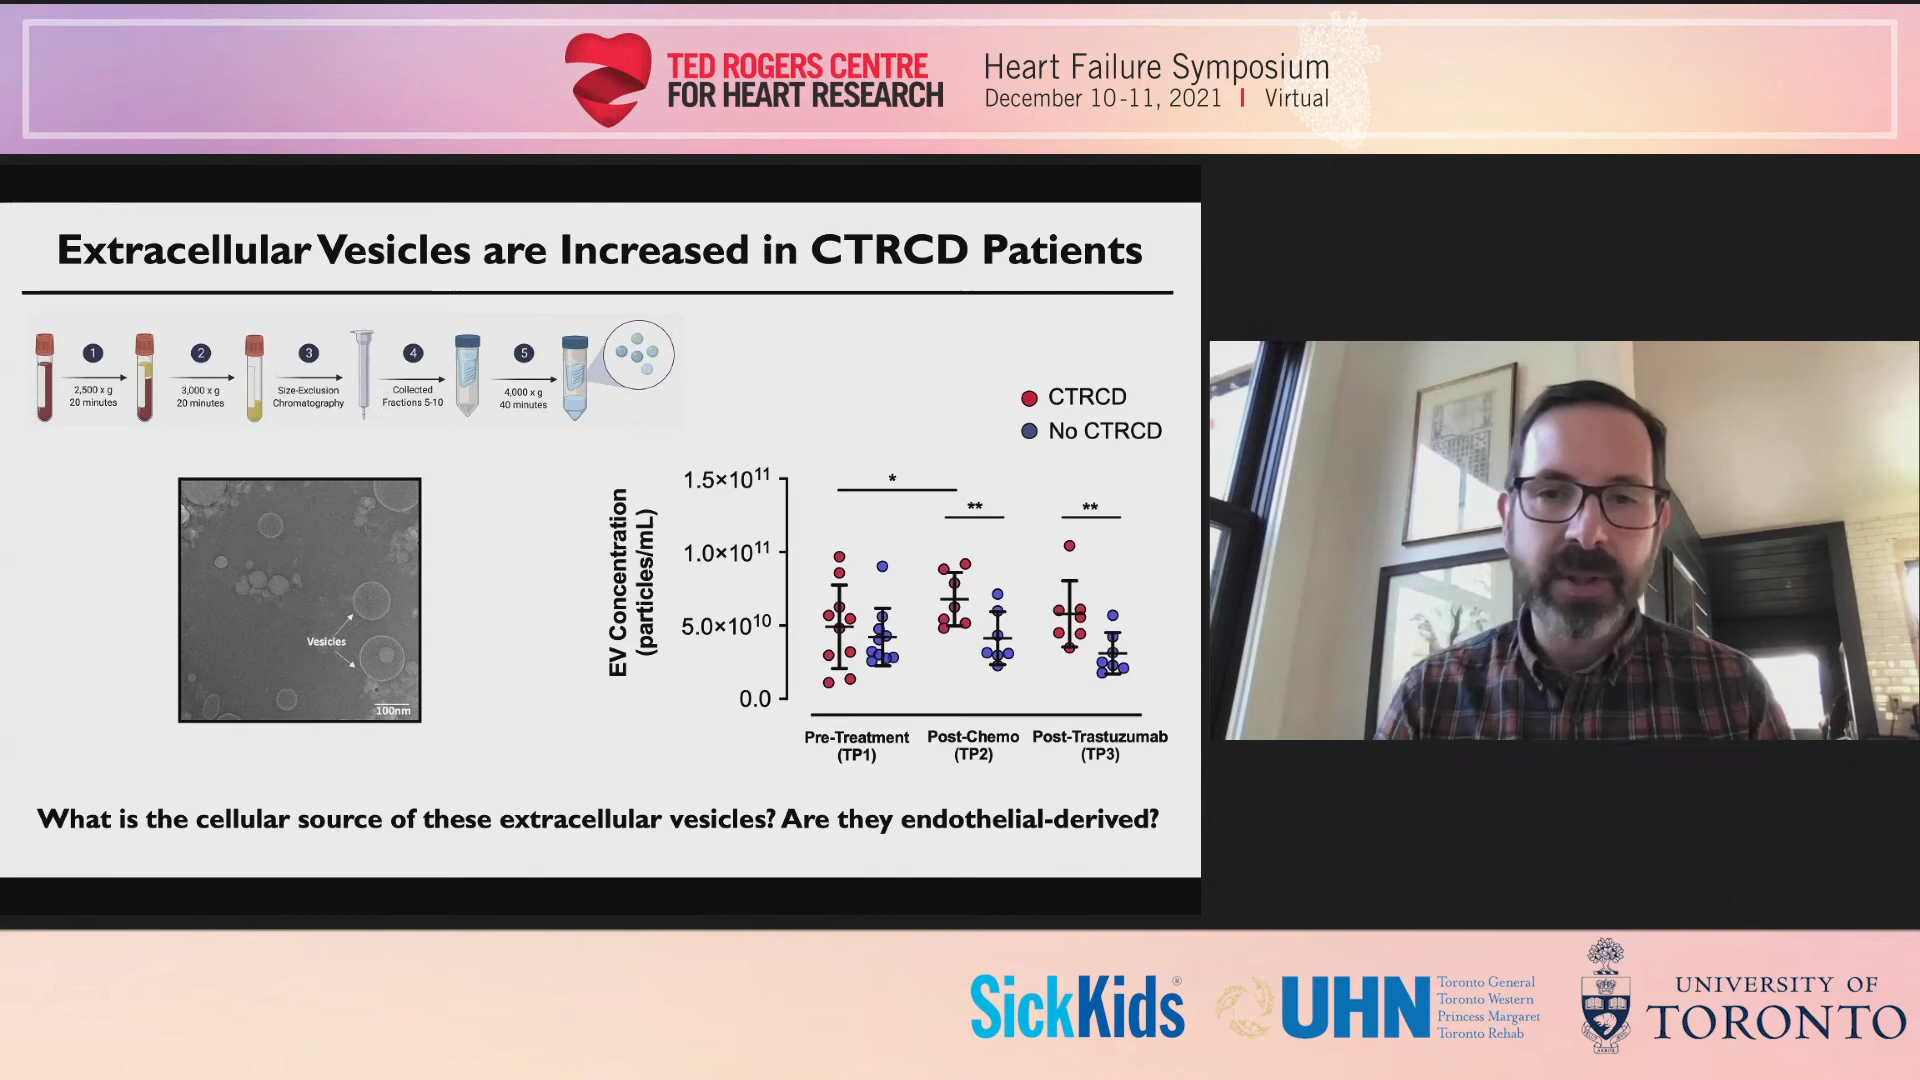 TED ROGERS CENTRE
FOR HEART RESEARCH
Heart Failure Symposium
December 10-11, 2021 | Virtual
Extracellular Vesicles are Increased in CTRCD Patients
1
2,500 x g
20 minutes
2
3,000 x g
20 minutes
3
Size-Exclusion
Chromatography
4
Collected
Fractions 5-10
5
4,000 x g
40 minutes
CTRCD
No CTRCD
Vesicles
100nm
EV Concentration
(particles/mL)
1.5×10¹¹
1.0×10¹¹
5.0×10¹⁰
0.0
*
**
**
Pre-Treatment
(TP1)
Post-Chemo
(TP2)
Post-Trastuzumab
(TP3)
What is the cellular source of these extracellular vesicles? Are they endothelial-derived?
SickKids®
UHN
Toronto General
Toronto Western
Princess Margaret
Toronto Rehab
UNIVERSITY OF
TORONTO